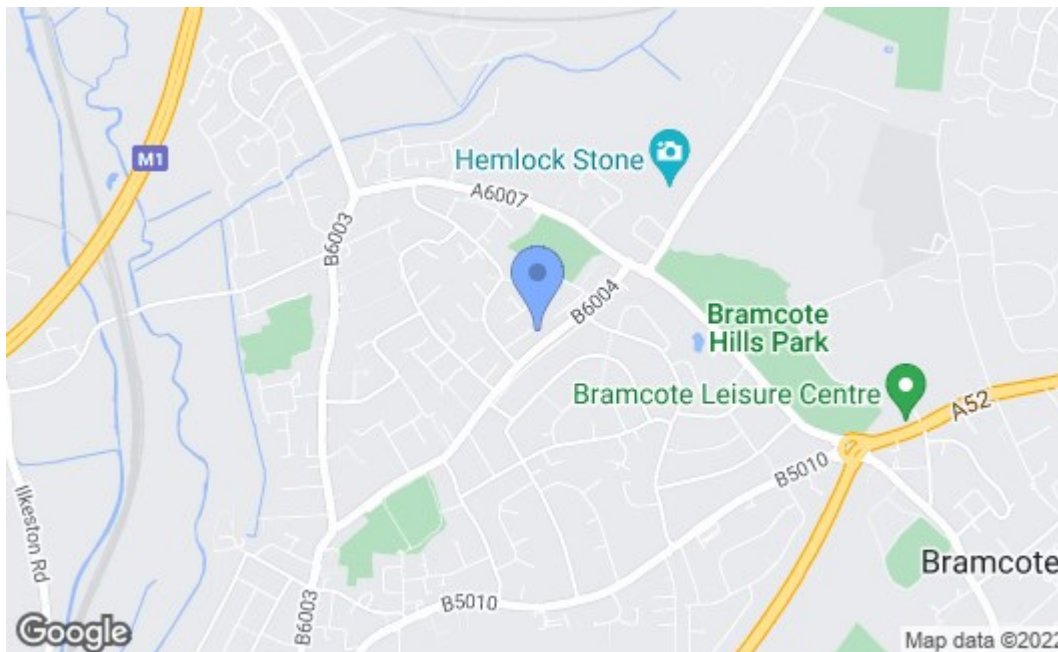 M1
Hemlock Stone
A6007
B6003
B6004
Bramcote
Hills Park
Bramcote Leisure Centre
A52
B5010
Ilkeston Rd
Bramcote
B5010
B6003
Google
Map data ©2022